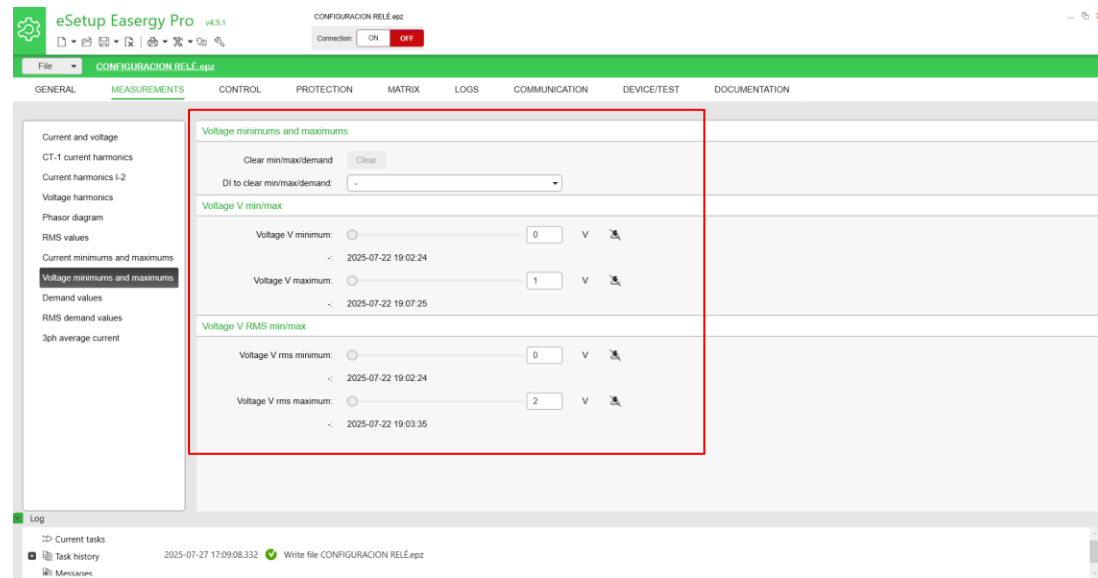 eSetup Easergy Pro v4.9.1
CONFIGURACION RELÉ.epz
Connection: ON OFF
File CONFIGURACION RELÉ.epz
GENERAL MEASUREMENTS CONTROL PROTECTION MATRIX LOGS COMMUNICATION DEVICE/TEST DOCUMENTATION
Current and voltage
CT-1 current harmonics
Current harmonics I-2
Voltage harmonics
Phasor diagram
RMS values
Current minimums and maximums
Voltage minimums and maximums
Demand values
RMS demand values
3ph average current
Voltage minimums and maximums
Clear min/max/demand Clear
DI to clear min/max/demand: -
Voltage V min/max
Voltage V minimum: 0 V
-: 2025-07-22 19:02:24
Voltage V maximum: 1 V
-: 2025-07-22 19:07:25
Voltage V RMS min/max
Voltage V rms minimum: 0 V
-: 2025-07-22 19:02:24
Voltage V rms maximum: 2 V
-: 2025-07-22 19:03:35
Log
Current tasks
Task history
Messages
2025-07-27 17:09:08.332 Write file CONFIGURACION RELÉ.epz